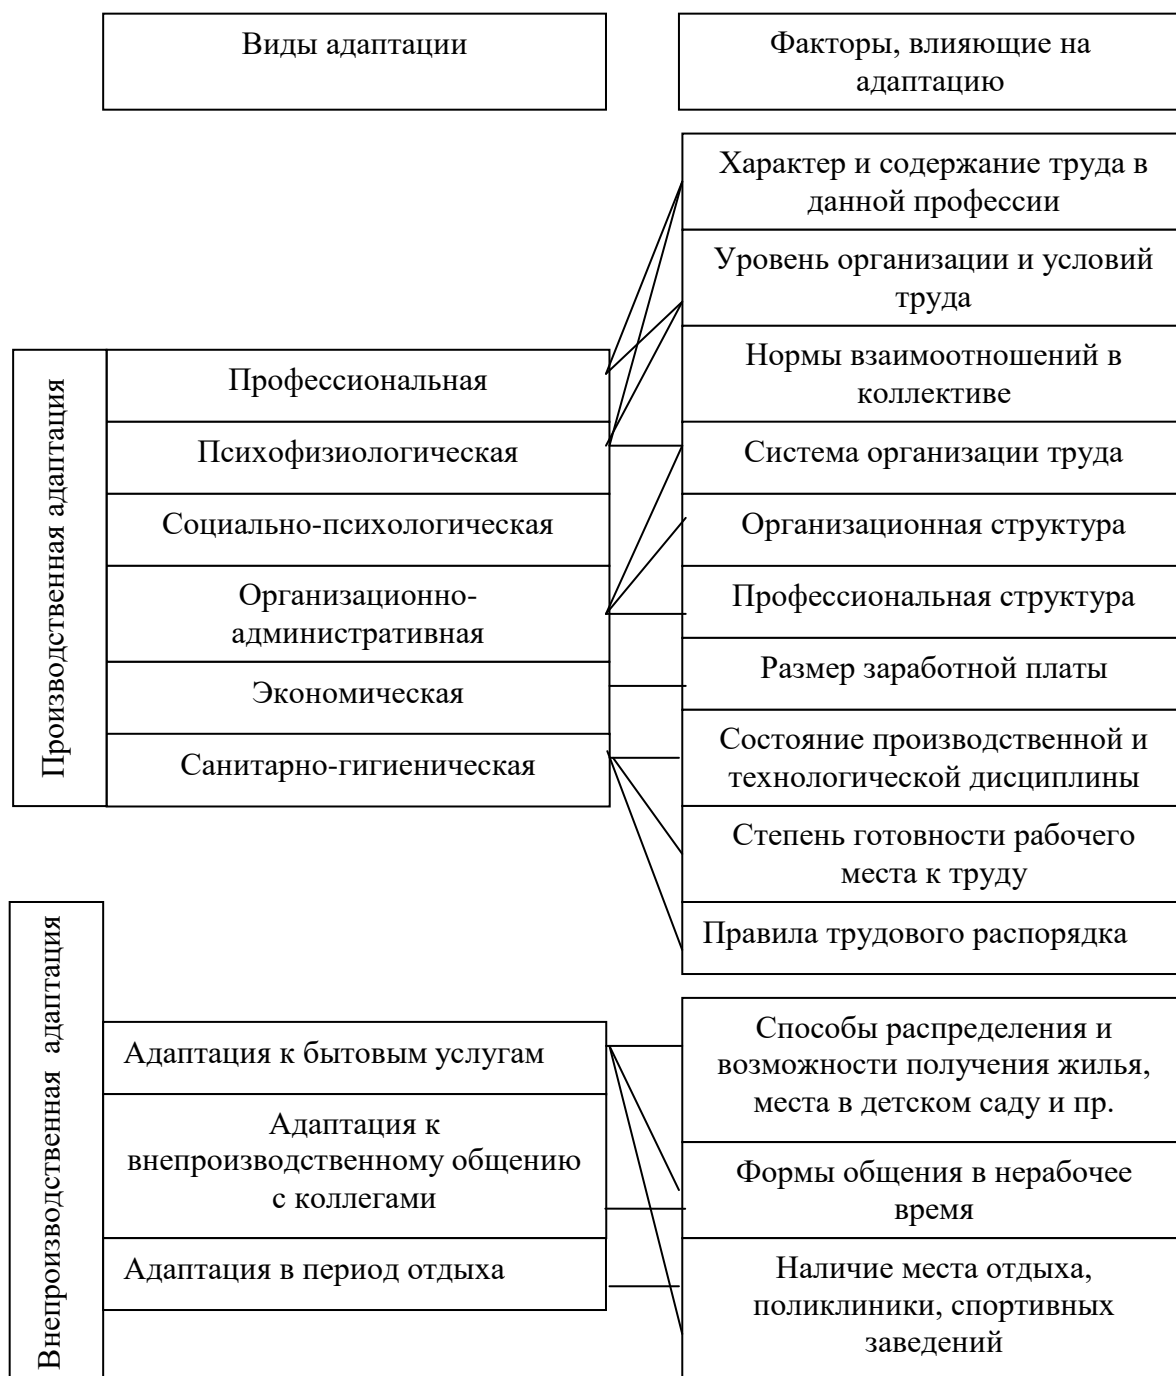 Виды адаптации
Факторы, влияющие на
адаптацию
Производственная адаптация
Профессиональная
Психофизиологическая
Социально-психологическая
Организационно-
административная
Экономическая
Санитарно-гигиеническая
Характер и содержание труда в
данной профессии
Уровень организации и условий
труда
Нормы взаимоотношений в
коллективе
Система организации труда
Организационная структура
Профессиональная структура
Размер заработной платы
Состояние производственной и
технологической дисциплины
Степень готовности рабочего
места к труду
Правила трудового распорядка
Внепроизводственная адаптация
Адаптация к бытовым услугам
Адаптация к
внепроизводственному общению
с коллегами
Адаптация в период отдыха
Способы распределения и
возможности получения жилья,
места в детском саду и пр.
Формы общения в нерабочее
время
Наличие места отдыха,
поликлиники, спортивных
заведений